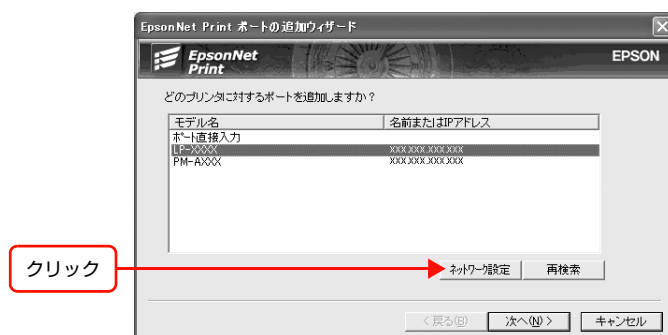 EpsonNet Print ポートの追加ウィザード
EpsonNet
Print
EPSON
どのプリンタに対するポートを追加しますか？
モデル名 名前またはIPアドレス
ポート直接入力
LP-XXXX XXX.XXX.XXX.XXX
PM-AXXX XXX.XXX.XXX.XXX
クリック
ネットワーク設定 再検索
< 戻る(B) 次へ(N) > キャンセル